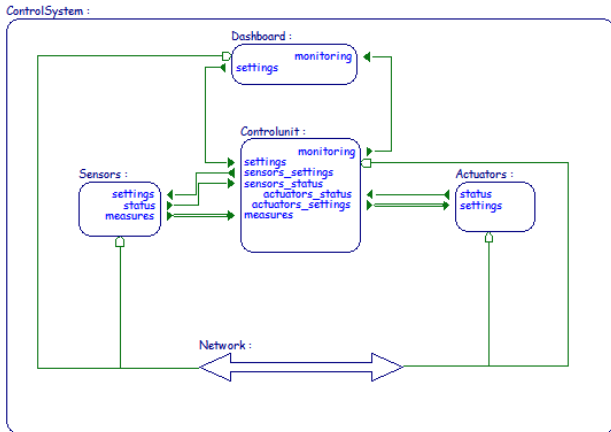 ControlSystem :
Dashboard :
monitoring
settings
Controlunit :
monitoring
settings
sensors_settings
sensors_status
actuators_status
actuators_settings
measures
Sensors :
settings
status
measures
Actuators :
status
settings
Network :